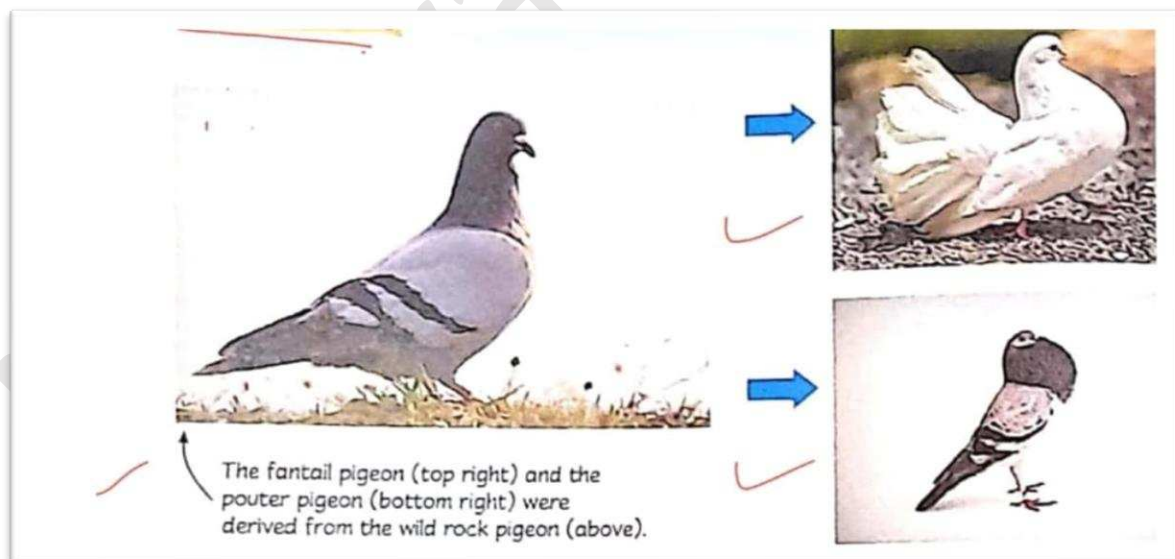 The fantail pigeon (top right) and the
pouter pigeon (bottom right) were
derived from the wild rock pigeon (above).